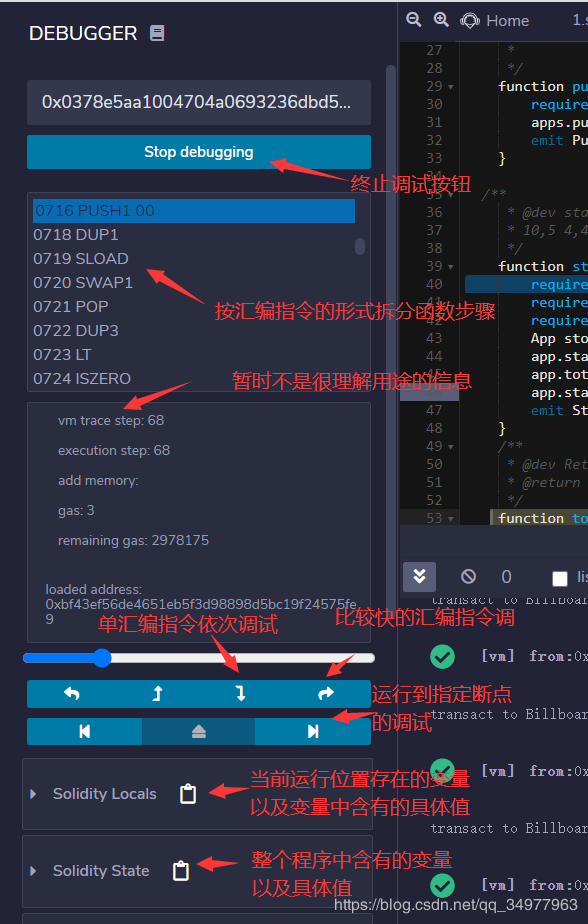 DEBUGGER
0x0378e5aa1004704a0693236dbd5...
Stop debugging
终止调试按钮
0716 PUSH1 00
0718 DUP1
0719 SLOAD
0720 SWAP1
0721 POP
0722 DUP3
0723 LT
0724 ISZERO
按汇编指令的形式拆分函数步骤
暂时不是很理解用途的信息
vm trace step: 68
execution step: 68
add memory:
gas: 3
remaining gas: 2978175
loaded address:
0xbf43ef56de4651eb5f3d98898d5bc19f24575fe
9
单汇编指令依次调试
比较快的汇编指令调
运行到指定断点
的调试
Solidity Locals
当前运行位置存在的变量
以及变量中含有的具体值
Solidity State
整个程序中含有的变量
以及具体值
Home
1.s
27 *
28 */
29 function pu
30 require
31 apps.pu
32 emit Pu
33 }
34
35 /**
36 * @dev sta
37 * 10,5 4,4
38 */
39 function st
40 require
41 require
42 require
43 App sto
44 app.sta
45 app.tot
app.sta
47 emit St
48 }
49 /**
50 * @dev Ret
51 * @return
52 */
53 function to
0
lis
transact to Billboar
[vm] from:0x
transact to Billboar
[vm] from:0x
transact to Billboar
[vm] from:0x
https://blog.csdn.net/qq_34977963